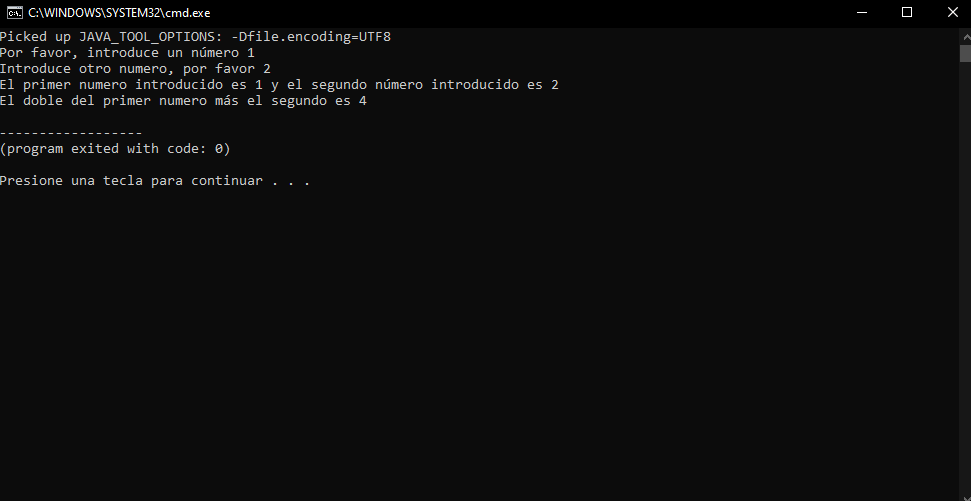 C:\WINDOWS\SYSTEM32\cmd.exe
Picked up JAVA_TOOL_OPTIONS: -Dfile.encoding=UTF8
Por favor, introduce un número 1
Introduce otro numero, por favor 2
El primer numero introducido es 1 y el segundo número introducido es 2
El doble del primer numero más el segundo es 4
------------------
(program exited with code: 0)
Presione una tecla para continuar . . .